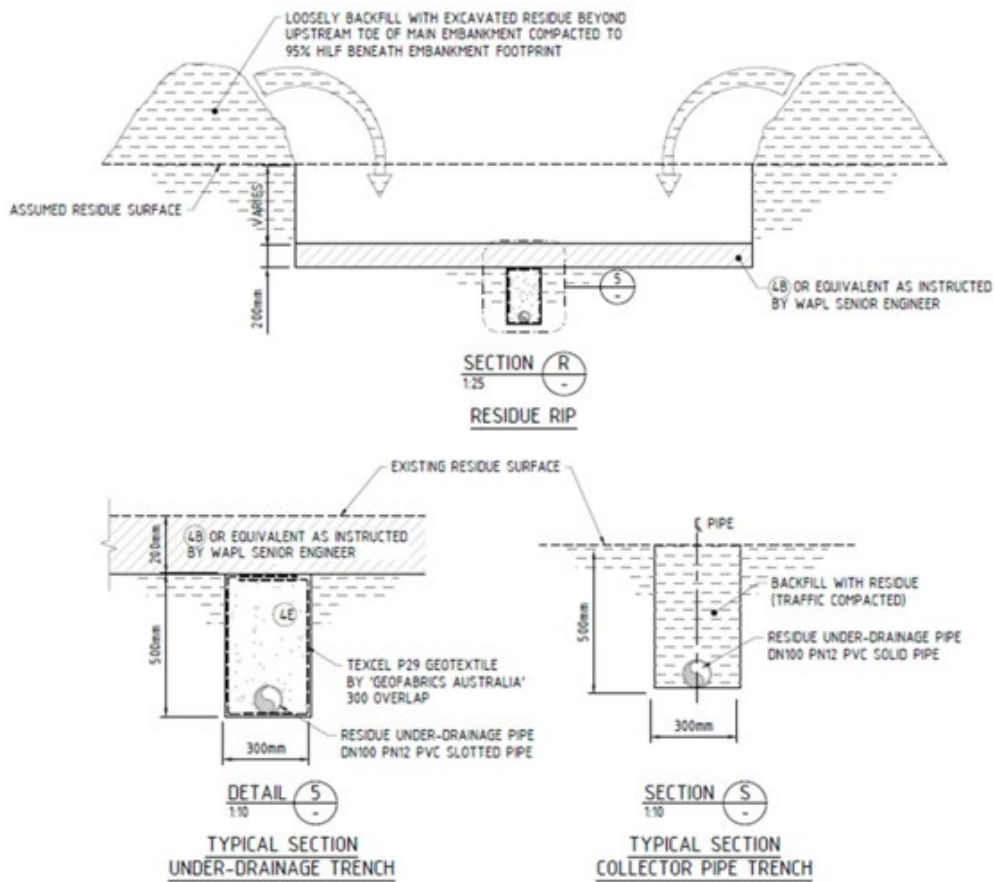 LOOSELY BACKFILL WITH EXCAVATED RESIDUE BEYOND
UPSTREAM TOE OF MAIN EMBANKMENT COMPACTED TO
95% HILF BENEATH EMBANKMENT FOOTPRINT
ASSUMED RESIDUE SURFACE
VARIES
200mm
5
-
4B OR EQUIVALENT AS INSTRUCTED
BY WAPL SENIOR ENGINEER
SECTION R
1:25 -
RESIDUE RIP
EXISTING RESIDUE SURFACE
200mm
4B OR EQUIVALENT AS INSTRUCTED
BY WAPL SENIOR ENGINEER
500mm
4E
TEXCEL P29 GEOTEXTILE
BY 'GEOFABRICS AUSTRALIA'
300 OVERLAP
RESIDUE UNDER-DRAINAGE PIPE
DN100 PN12 PVC SLOTTED PIPE
300mm
DETAIL 5
1:10 -
TYPICAL SECTION
UNDER-DRAINAGE TRENCH
℄ PIPE
500mm
BACKFILL WITH RESIDUE
(TRAFFIC COMPACTED)
RESIDUE UNDER-DRAINAGE PIPE
DN100 PN12 PVC SOLID PIPE
300mm
SECTION S
1:10 -
TYPICAL SECTION
COLLECTOR PIPE TRENCH